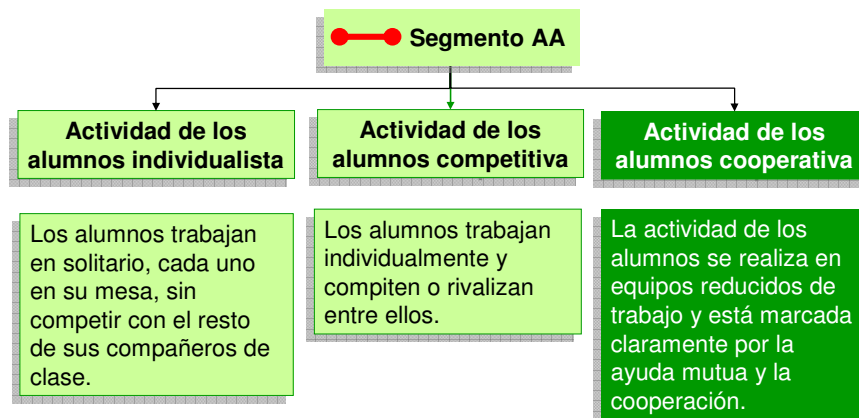 Segmento AA
Actividad de los
alumnos individualista
Actividad de los
alumnos competitiva
Actividad de los
alumnos cooperativa
Los alumnos trabajan
en solitario, cada uno
en su mesa, sin
competir con el resto
de sus compañeros de
clase.
Los alumnos trabajan
individualmente y
compiten o rivalizan
entre ellos.
La actividad de los
alumnos se realiza en
equipos reducidos de
trabajo y está marcada
claramente por la
ayuda mutua y la
cooperación.